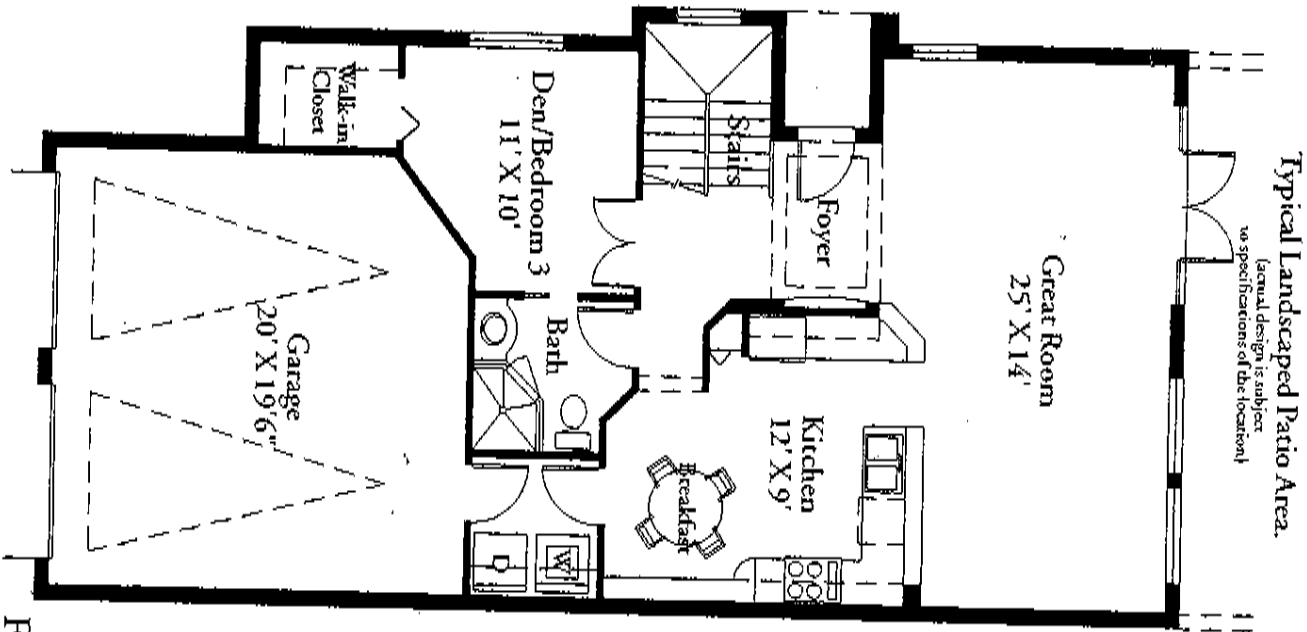 Typical Landscaped Patio Area.
(actual design is subject
to specifications of the location)
Great Room
25' X 14'
Foyer
Stairs
Kitchen
12' X 9'
Breakfast
Den/Bedroom 3
11' X 10'
Bath
Walk-in
Closet
W
D
Garage
20' X 19'6"